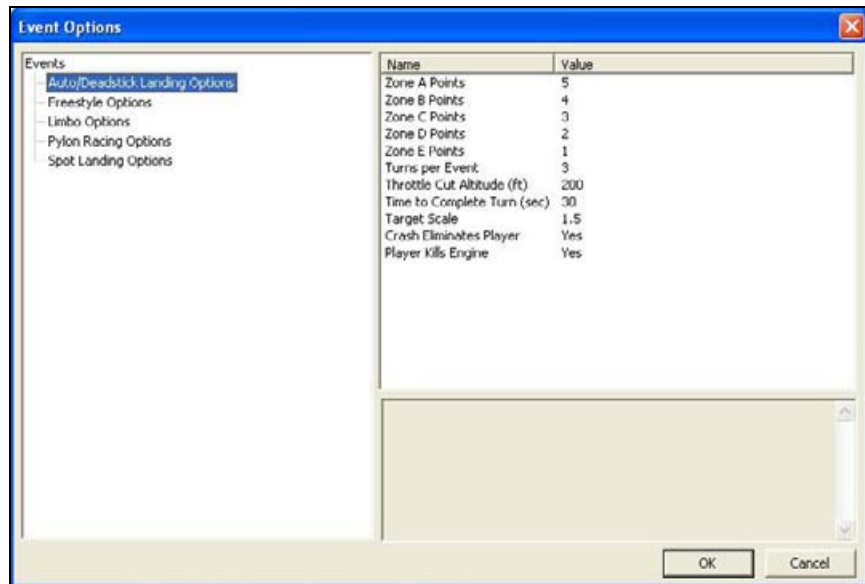 Event Options
Events
Auto/Deadstick Landing Options
Freestyle Options
Limbo Options
Pylon Racing Options
Spot Landing Options
Name Value
Zone A Points 5
Zone B Points 4
Zone C Points 3
Zone D Points 2
Zone E Points 1
Turns per Event 3
Throttle Cut Altitude (ft) 200
Time to Complete Turn (sec) 30
Target Scale 1.5
Crash Eliminates Player Yes
Player Kills Engine Yes
OK Cancel